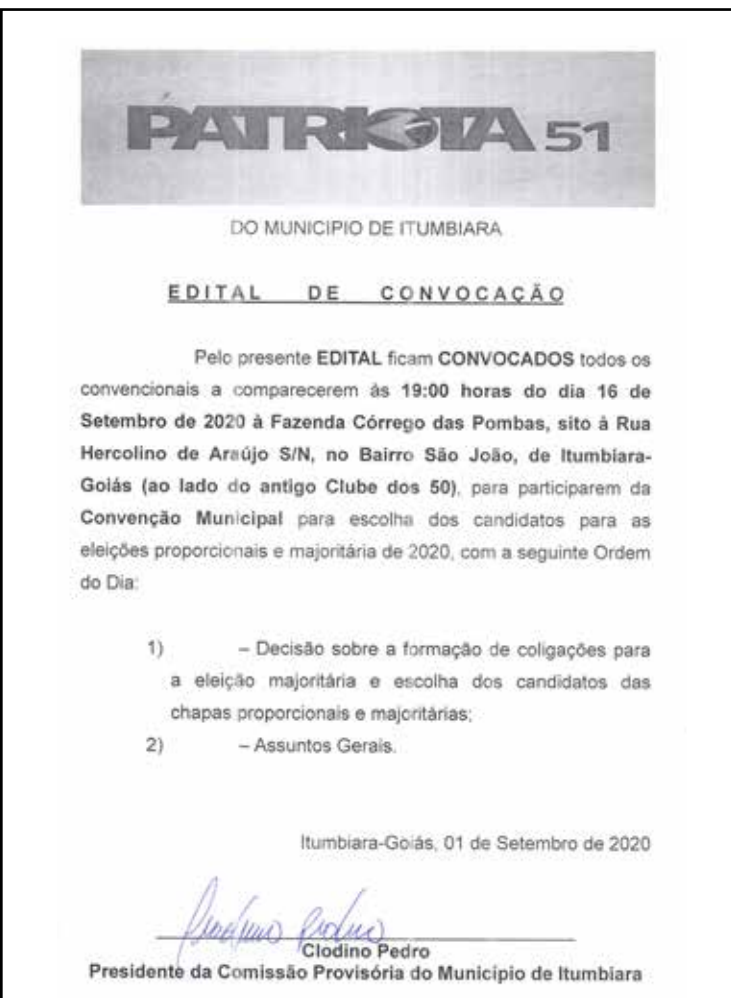 PATRIOTA 51
DO MUNICIPIO DE ITUMBIARA
EDITAL DE CONVOCAÇÃO
Pelo presente EDITAL ficam CONVOCADOS todos os
convencionais a comparecerem às 19:00 horas do dia 16 de
Setembro de 2020 à Fazenda Córrego das Pombas, sito à Rua
Hercolino de Araújo S/N, no Bairro São João, de Itumbiara-
Goiás (ao lado do antigo Clube dos 50), para participarem da
Convenção Municipal para escolha dos candidatos para as
eleições proporcionais e majoritária de 2020, com a seguinte Ordem
do Dia:
1) – Decisão sobre a formação de coligações para
a eleição majoritária e escolha dos candidatos das
chapas proporcionais e majoritárias;
2) – Assuntos Gerais.
Itumbiara-Goiás, 01 de Setembro de 2020
Clodino Pedro
Clodino Pedro
Presidente da Comissão Provisória do Municipio de Itumbiara